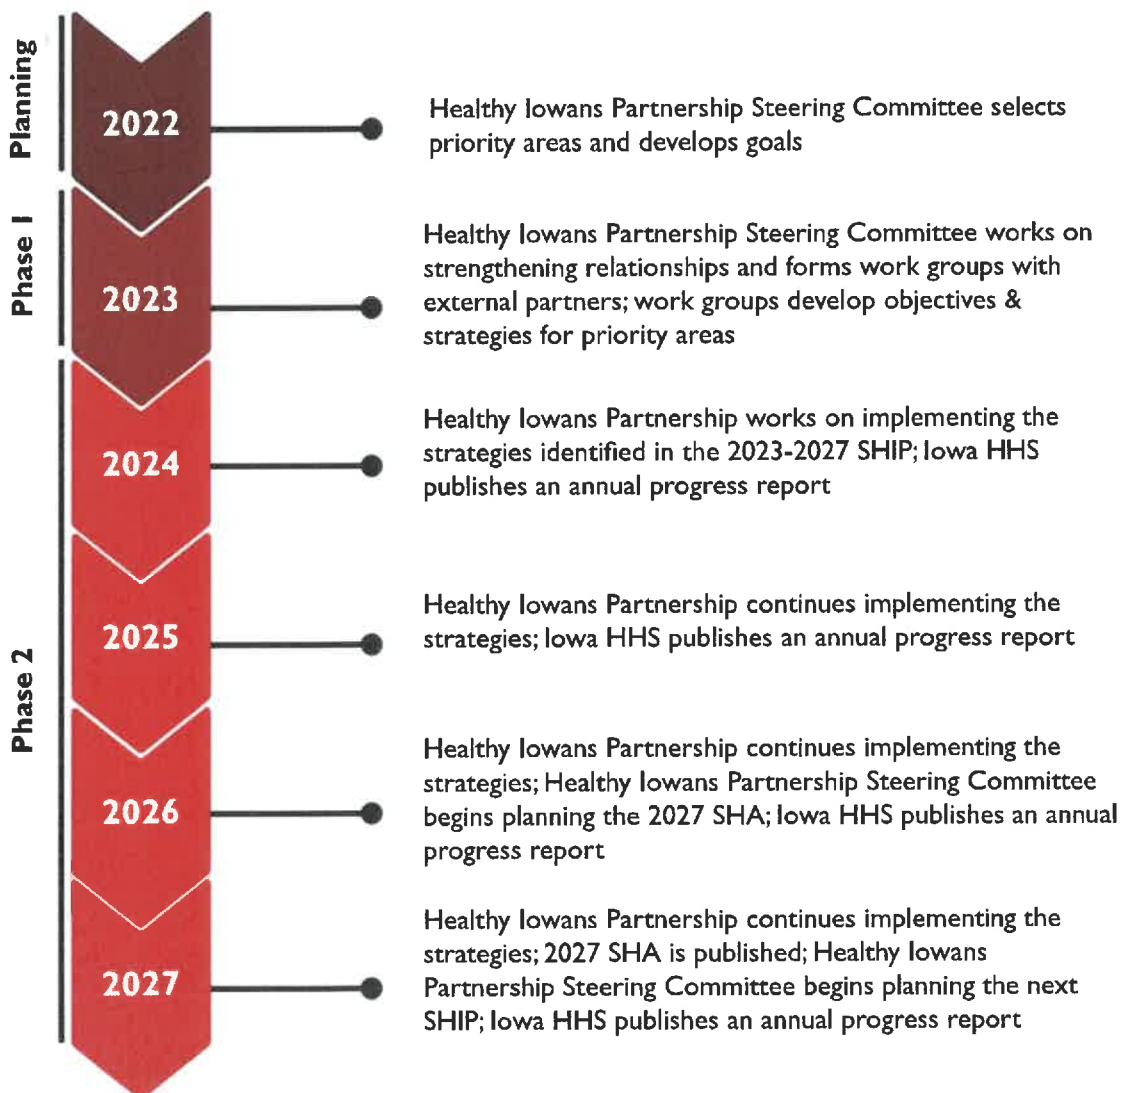 Planning
2022
Healthy Iowans Partnership Steering Committee selects
priority areas and develops goals
Phase 1
2023
Healthy Iowans Partnership Steering Committee works on
strengthening relationships and forms work groups with
external partners; work groups develop objectives &
strategies for priority areas
Phase 2
2024
Healthy Iowans Partnership works on implementing the
strategies identified in the 2023-2027 SHIP; Iowa HHS
publishes an annual progress report
2025
Healthy Iowans Partnership continues implementing the
strategies; Iowa HHS publishes an annual progress report
2026
Healthy Iowans Partnership continues implementing the
strategies; Healthy Iowans Partnership Steering Committee
begins planning the 2027 SHA; Iowa HHS publishes an annual
progress report
2027
Healthy Iowans Partnership continues implementing the
strategies; 2027 SHA is published; Healthy Iowans
Partnership Steering Committee begins planning the next
SHIP; Iowa HHS publishes an annual progress report